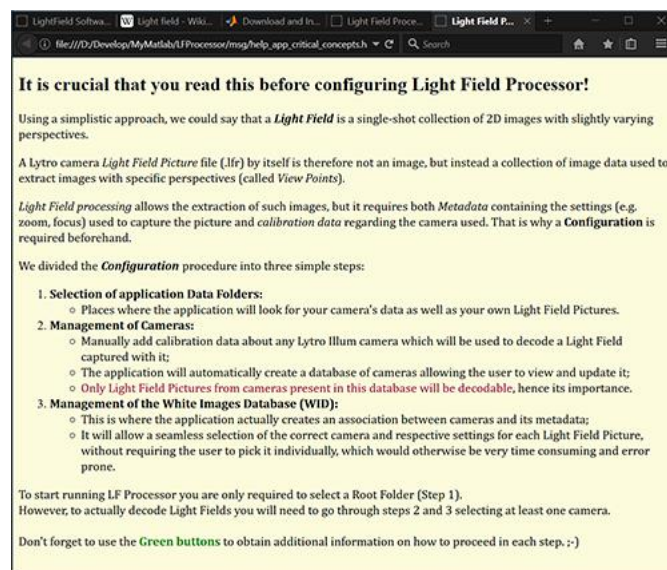 LightField Softwa...
Light field - Wiki...
Download and In...
Light Field Proce...
Light Field P...
file:///D:/Develop/MyMatlab/LFProcessor/msg/help_app_critical_concepts.h
Search
It is crucial that you read this before configuring Light Field Processor!
Using a simplistic approach, we could say that a Light Field is a single-shot collection of 2D images with slightly varying
perspectives.
A Lytro camera Light Field Picture file (.lfr) by itself is therefore not an image, but instead a collection of image data used to
extract images with specific perspectives (called View Points).
Light Field processing allows the extraction of such images, but it requires both Metadata containing the settings (e.g.
zoom, focus) used to capture the picture and calibration data regarding the camera used. That is why a Configuration is
required beforehand.
We divided the Configuration procedure into three simple steps:
1. Selection of application Data Folders:
Places where the application will look for your camera's data as well as your own Light Field Pictures.
2. Management of Cameras:
Manually add calibration data about any Lytro Illum camera which will be used to decode a Light Field
captured with it;
The application will automatically create a database of cameras allowing the user to view and update it;
Only Light Field Pictures from cameras present in this database will be decodable, hence its importance.
3. Management of the White Images Database (WID):
This is where the application actually creates an association between cameras and its metadata;
It will allow a seamless selection of the correct camera and respective settings for each Light Field Picture,
without requiring the user to pick it individually, which would otherwise be very time consuming and error
prone.
To start running LF Processor you are only required to select a Root Folder (Step 1).
However, to actually decode Light Fields you will need to go through steps 2 and 3 selecting at least one camera.
Don't forget to use the Green buttons to obtain additional information on how to proceed in each step. ;-)